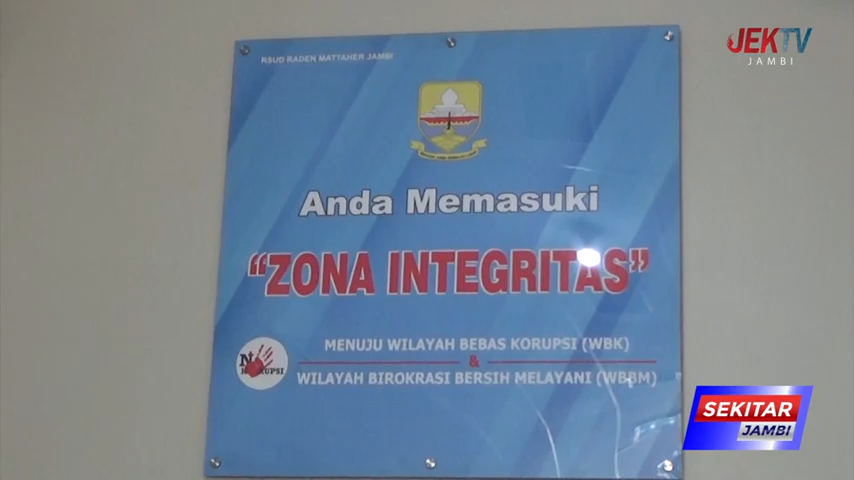 RSUD RADEN MATTAHER JAMBI
JEKTV
JAMBI
Anda Memasuki
"ZONA INTEGRITAS"
MENUJU WILAYAH BEBAS KORUPSI (WBK)
&
WILAYAH BIROKRASI BERSIH MELAYANI (WBBM)
SEKITAR
JAMBI